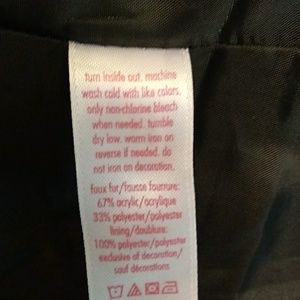 turn inside out. machine
wash cold with like colors.
only non-chlorine bleach
when needed. tumble
dry low. warm iron on
reverse if needed. do
not iron on decoration.
faux fur/fausse fourrure:
67% acrylic/acrylique
33% polyester/polyester
lining/doublure:
100% polyester/polyester
exclusive of decoration/
sauf décorations